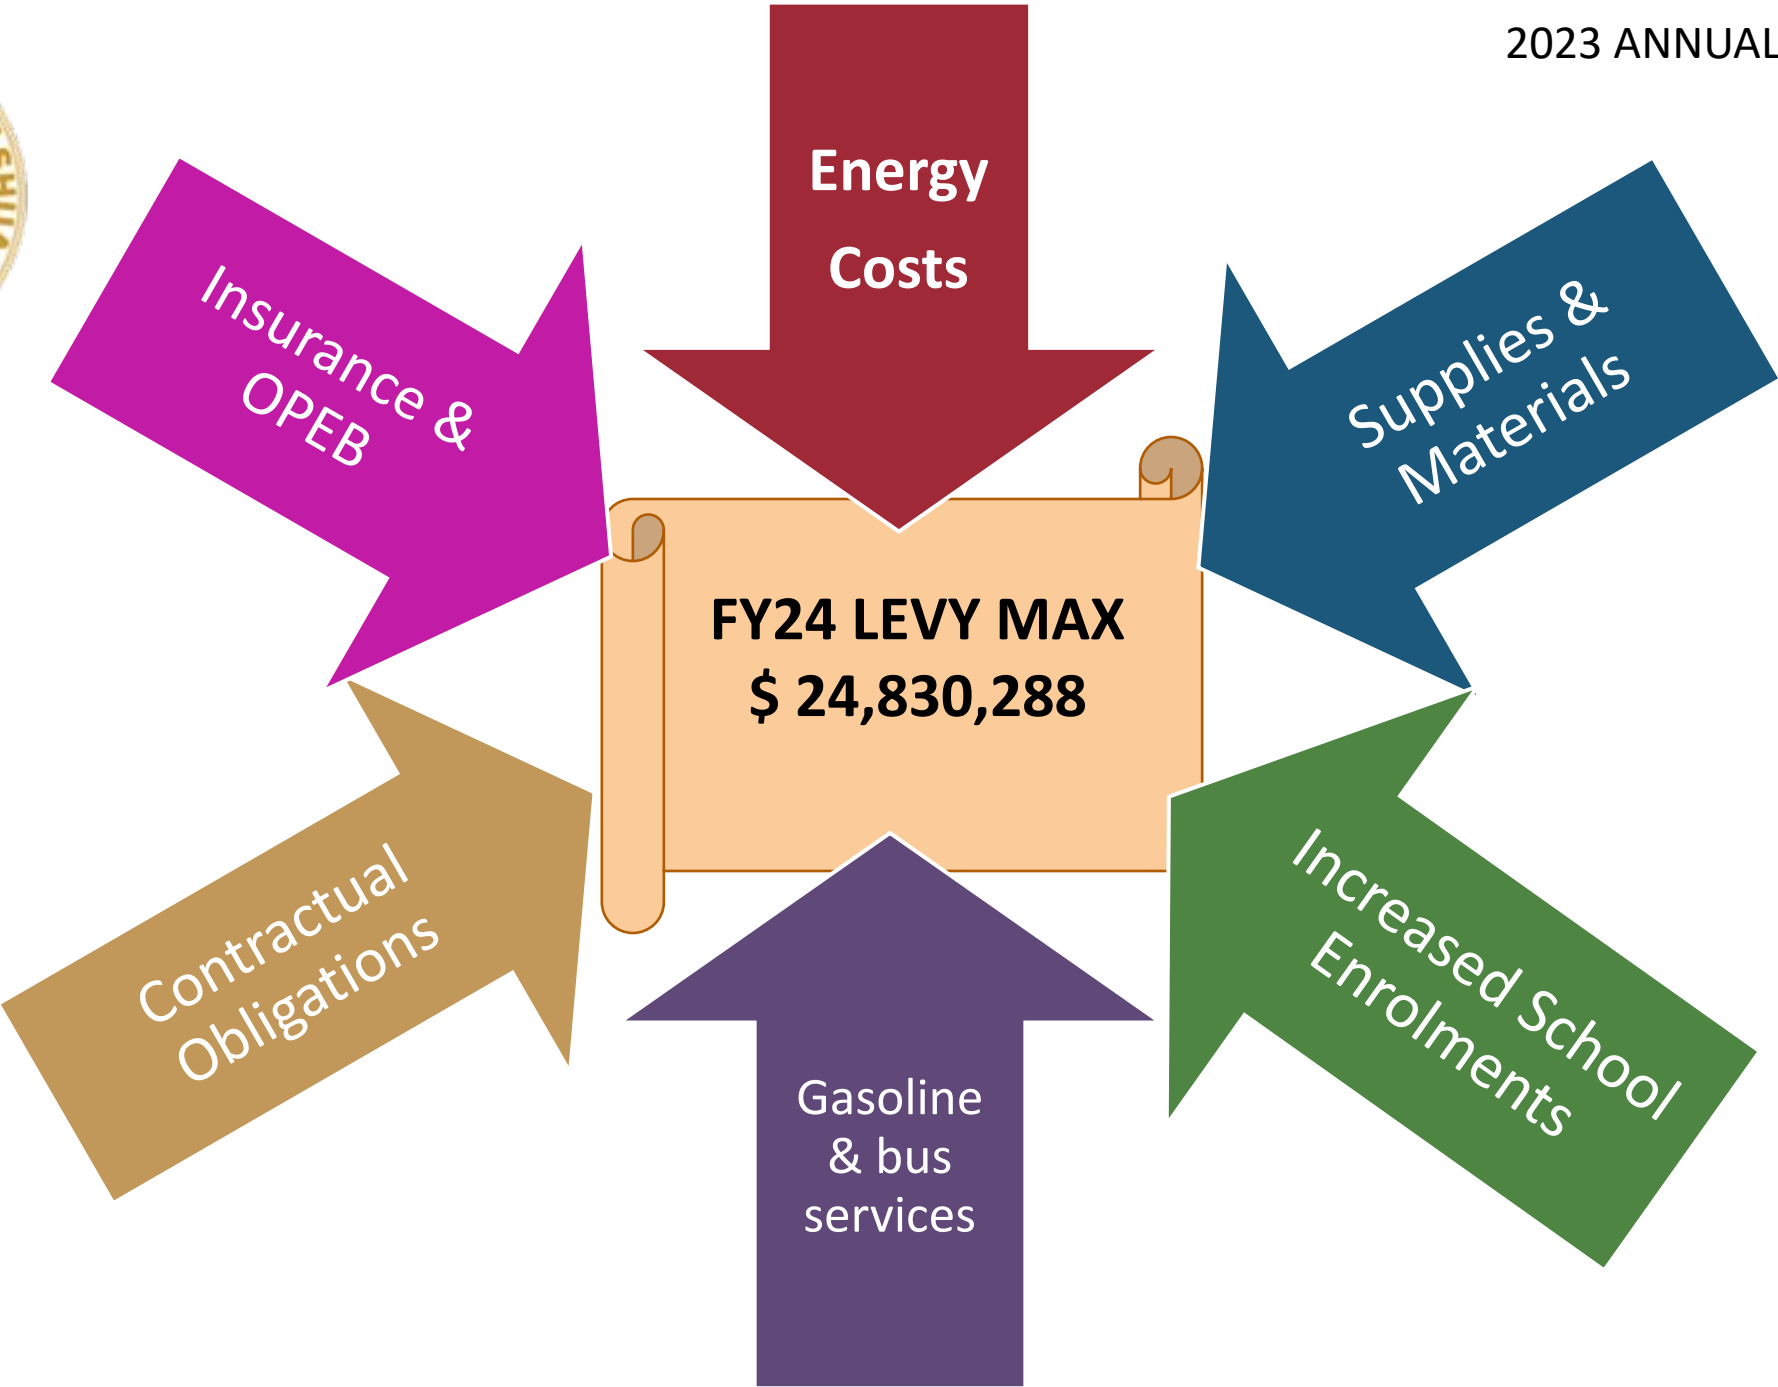 2023 ANNUAL
Energy
Costs
Insurance &
OPEB
Supplies &
Materials
FY24 LEVY MAX
$ 24,830,288
Contractual
Obligations
Increased School
Enrolments
Gasoline
& bus
services